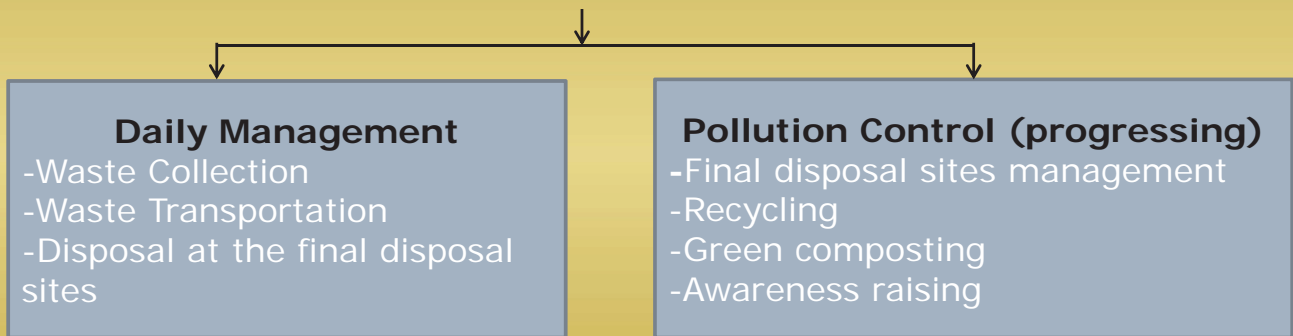 Daily Management
-Waste Collection
-Waste Transportation
-Disposal at the final disposal
sites
Pollution Control (progressing)
-Final disposal sites management
-Recycling
-Green composting
-Awareness raising